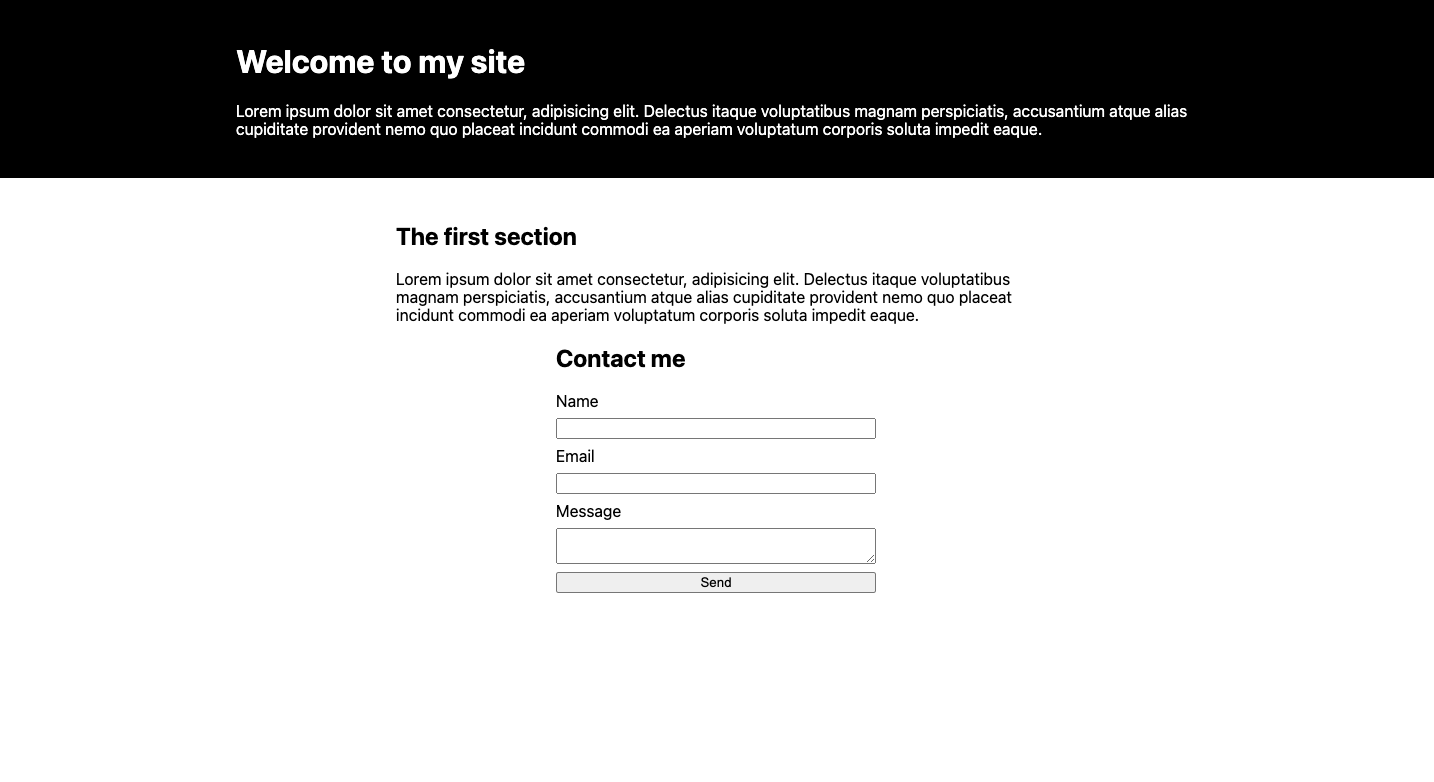 Welcome to my site
Lorem ipsum dolor sit amet consectetur, adipisicing elit. Delectus itaque voluptatibus magnam perspiciatis, accusantium atque alias
cupiditate provident nemo quo placeat incidunt commodi ea aperiam voluptatum corporis soluta impedit eaque.
The first section
Lorem ipsum dolor sit amet consectetur, adipisicing elit. Delectus itaque voluptatibus
magnam perspiciatis, accusantium atque alias cupiditate provident nemo quo placeat
incidunt commodi ea aperiam voluptatum corporis soluta impedit eaque.
Contact me
Name
Email
Message
Send